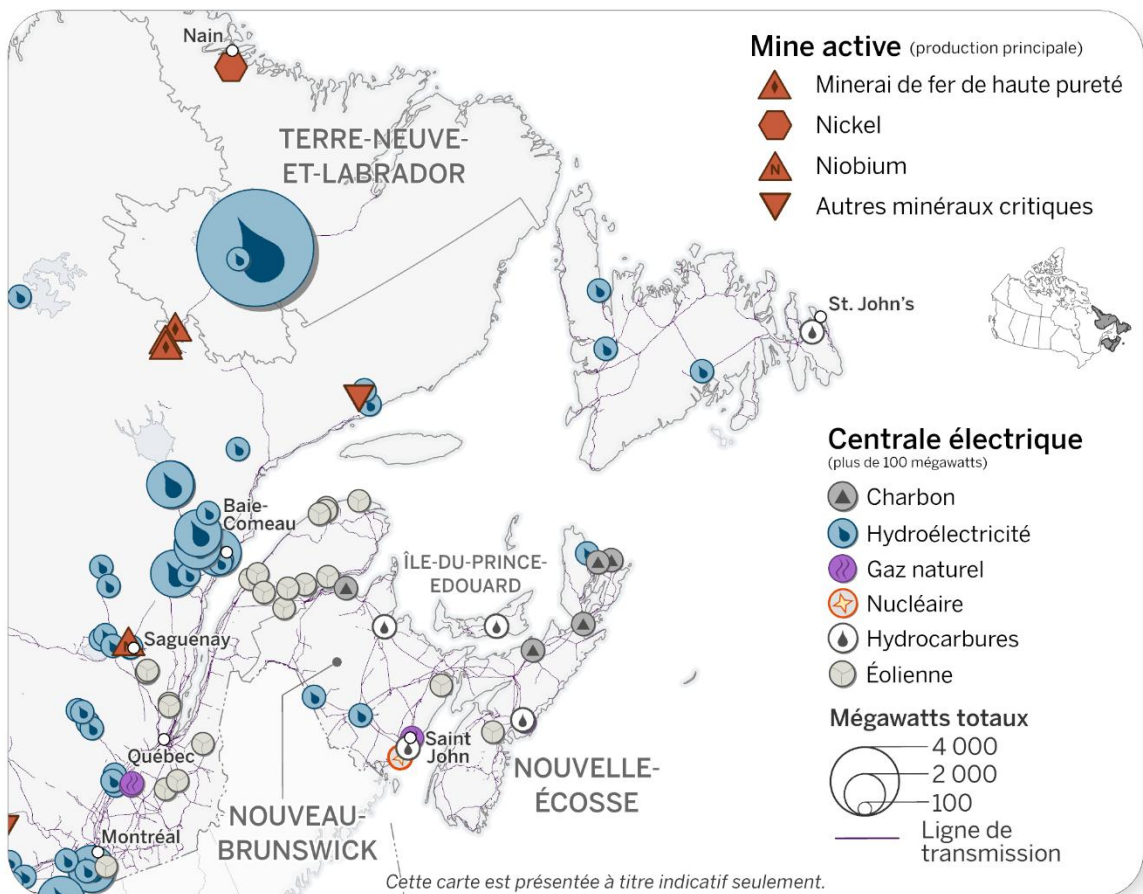 Nain
TERRE-NEUVE-
ET-LABRADOR
Mine active (production principale)
Minerai de fer de haute pureté
Nickel
N Niobium
Autres minéraux critiques
St. John's
Baie-
Comeau
ÎLE-DU-PRINCE-
EDOUARD
Saguenay
Québec
Montréal
Saint
John
NOUVEAU-
BRUNSWICK
NOUVELLE-
ÉCOSSE
Centrale électrique
(plus de 100 mégawatts)
Charbon
Hydroélectricité
Gaz naturel
Nucléaire
Hydrocarbures
Éolienne
Mégawatts totaux
4 000
2 000
100
Ligne de
transmission
Cette carte est présentée à titre indicatif seulement.